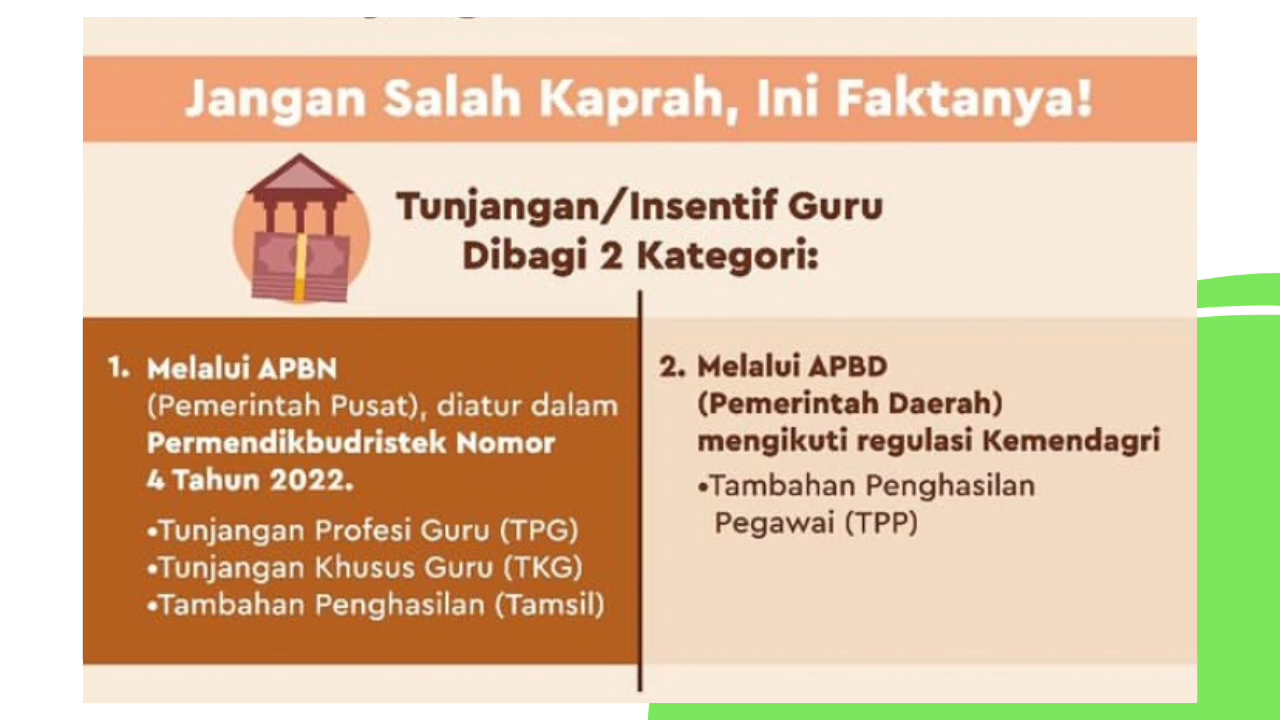 Jangan Salah Kaprah, Ini Faktanya!
Tunjangan/Insentif Guru
Dibagi 2 Kategori:
1. Melalui APBN
(Pemerintah Pusat), diatur dalam
Permendikbudristek Nomor
4 Tahun 2022.
•Tunjangan Profesi Guru (TPG)
•Tunjangan Khusus Guru (TKG)
•Tambahan Penghasilan (Tamsil)
2. Melalui APBD
(Pemerintah Daerah)
mengikuti regulasi Kemendagri
•Tambahan Penghasilan
Pegawai (TPP)